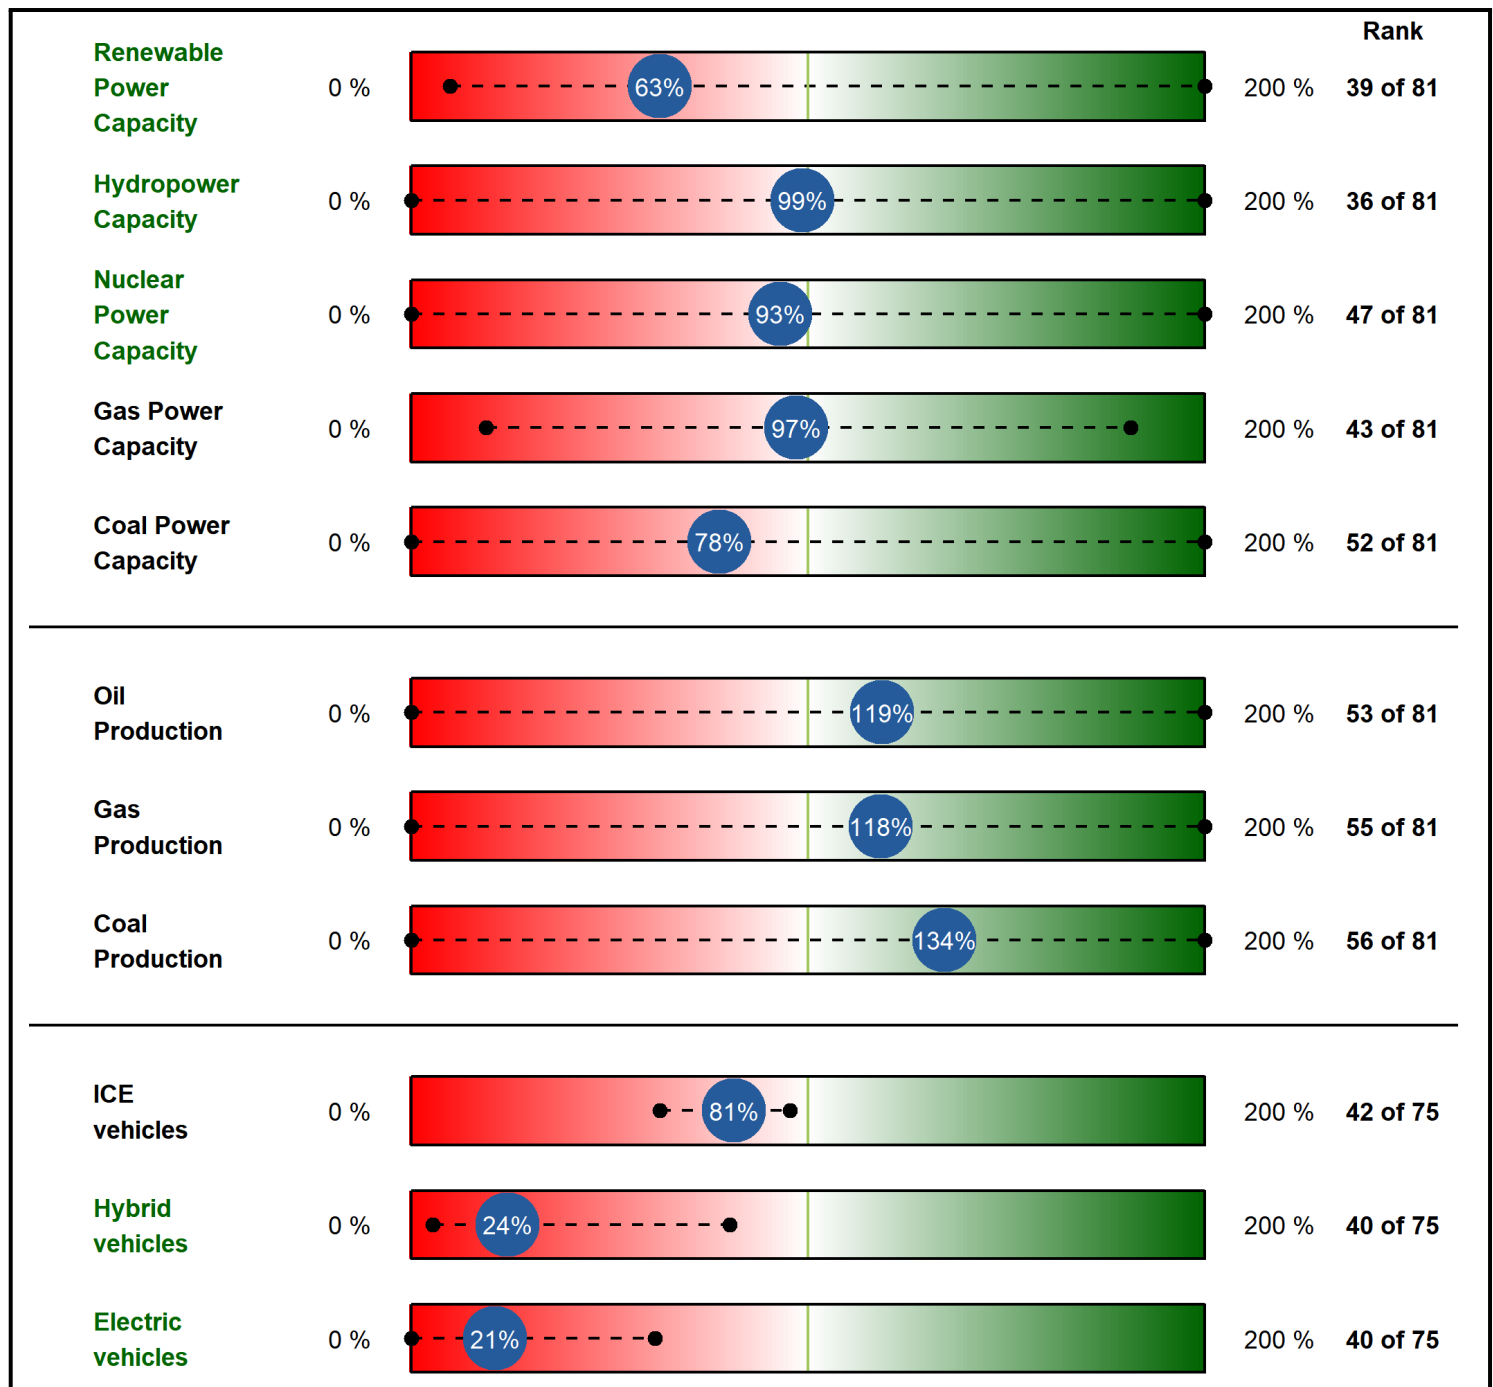 Rank
Renewable
Power
Capacity
0 %
63%
200 %
39 of 81
Hydropower
Capacity
0 %
99%
200 %
36 of 81
Nuclear
Power
Capacity
0 %
93%
200 %
47 of 81
Gas Power
Capacity
0 %
97%
200 %
43 of 81
Coal Power
Capacity
0 %
78%
200 %
52 of 81
Oil
Production
0 %
119%
200 %
53 of 81
Gas
Production
0 %
118%
200 %
55 of 81
Coal
Production
0 %
134%
200 %
56 of 81
ICE
vehicles
0 %
81%
200 %
42 of 75
Hybrid
vehicles
0 %
24%
200 %
40 of 75
Electric
vehicles
0 %
21%
200 %
40 of 75